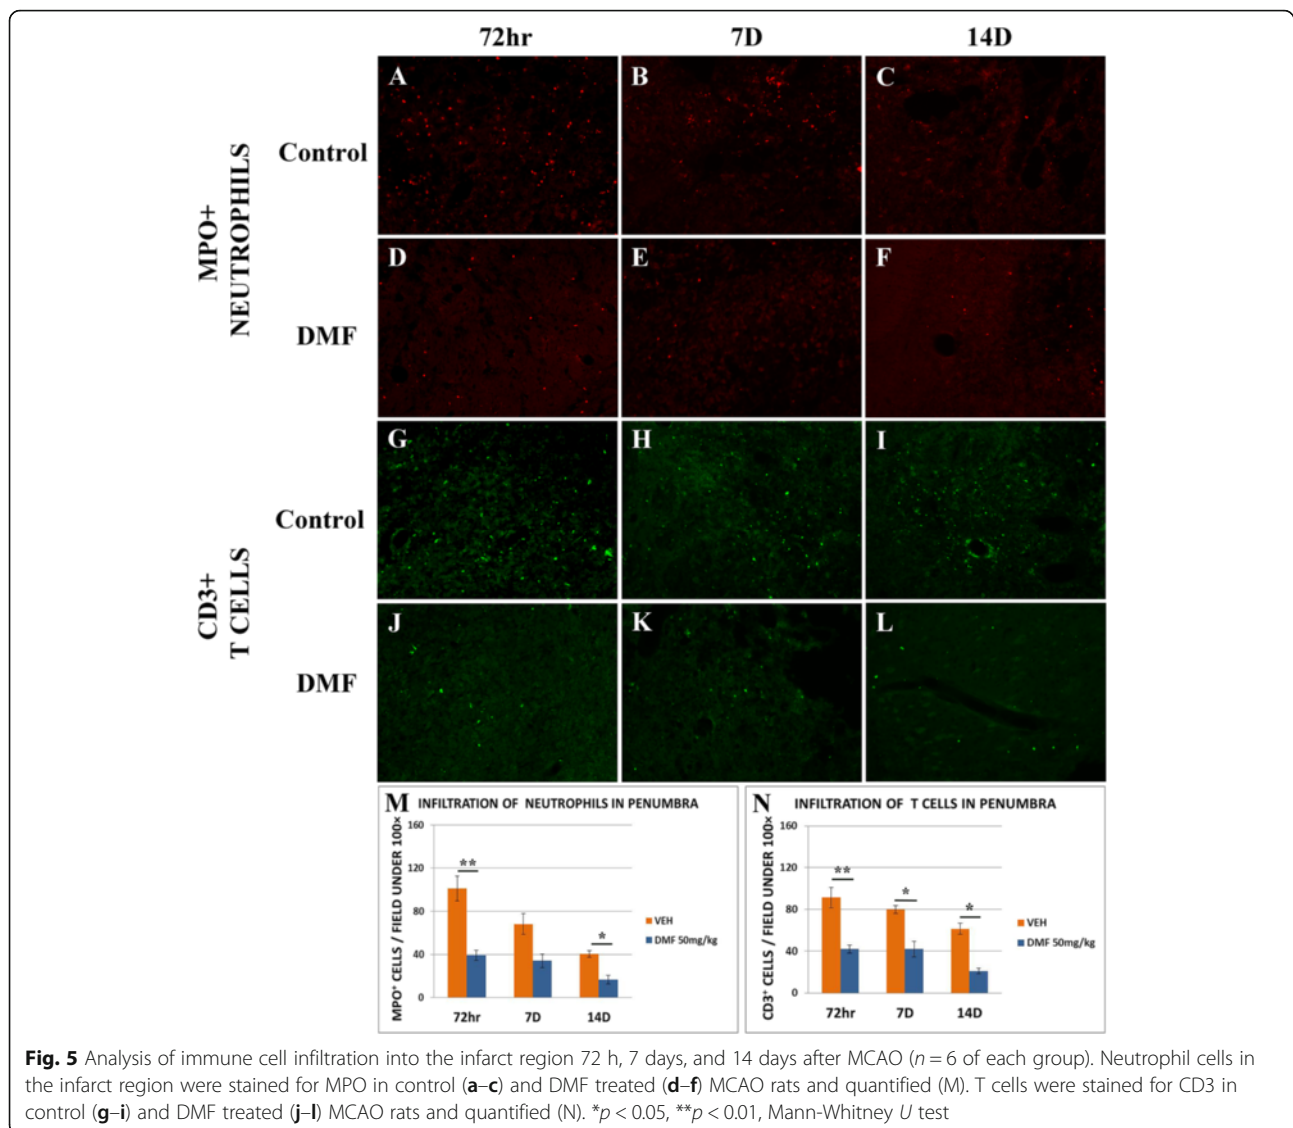 72hr 7D 14D
MPO+
NEUTROPHILS
Control
A B C
DMF
D E F
CD3+
T CELLS
Control
G H I
DMF
J K L
M INFILTRATION OF NEUTROPHILS IN PENUMBRA
MPO⁺ CELLS / FIELD UNDER 100×
160
120
80
40
0
**
*
72hr 7D 14D
VEH
DMF 50mg/kg
N INFILTRATION OF T CELLS IN PENUMBRA
CD3⁺ CELLS / FIELD UNDER 100×
160
120
80
40
0
**
*
*
72hr 7D 14D
VEH
DMF 50mg/kg
Fig. 5 Analysis of immune cell infiltration into the infarct region 72 h, 7 days, and 14 days after MCAO (n = 6 of each group). Neutrophil cells in
the infarct region were stained for MPO in control (a–c) and DMF treated (d–f) MCAO rats and quantified (M). T cells were stained for CD3 in
control (g–i) and DMF treated (j–l) MCAO rats and quantified (N). *p < 0.05, **p < 0.01, Mann-Whitney U test